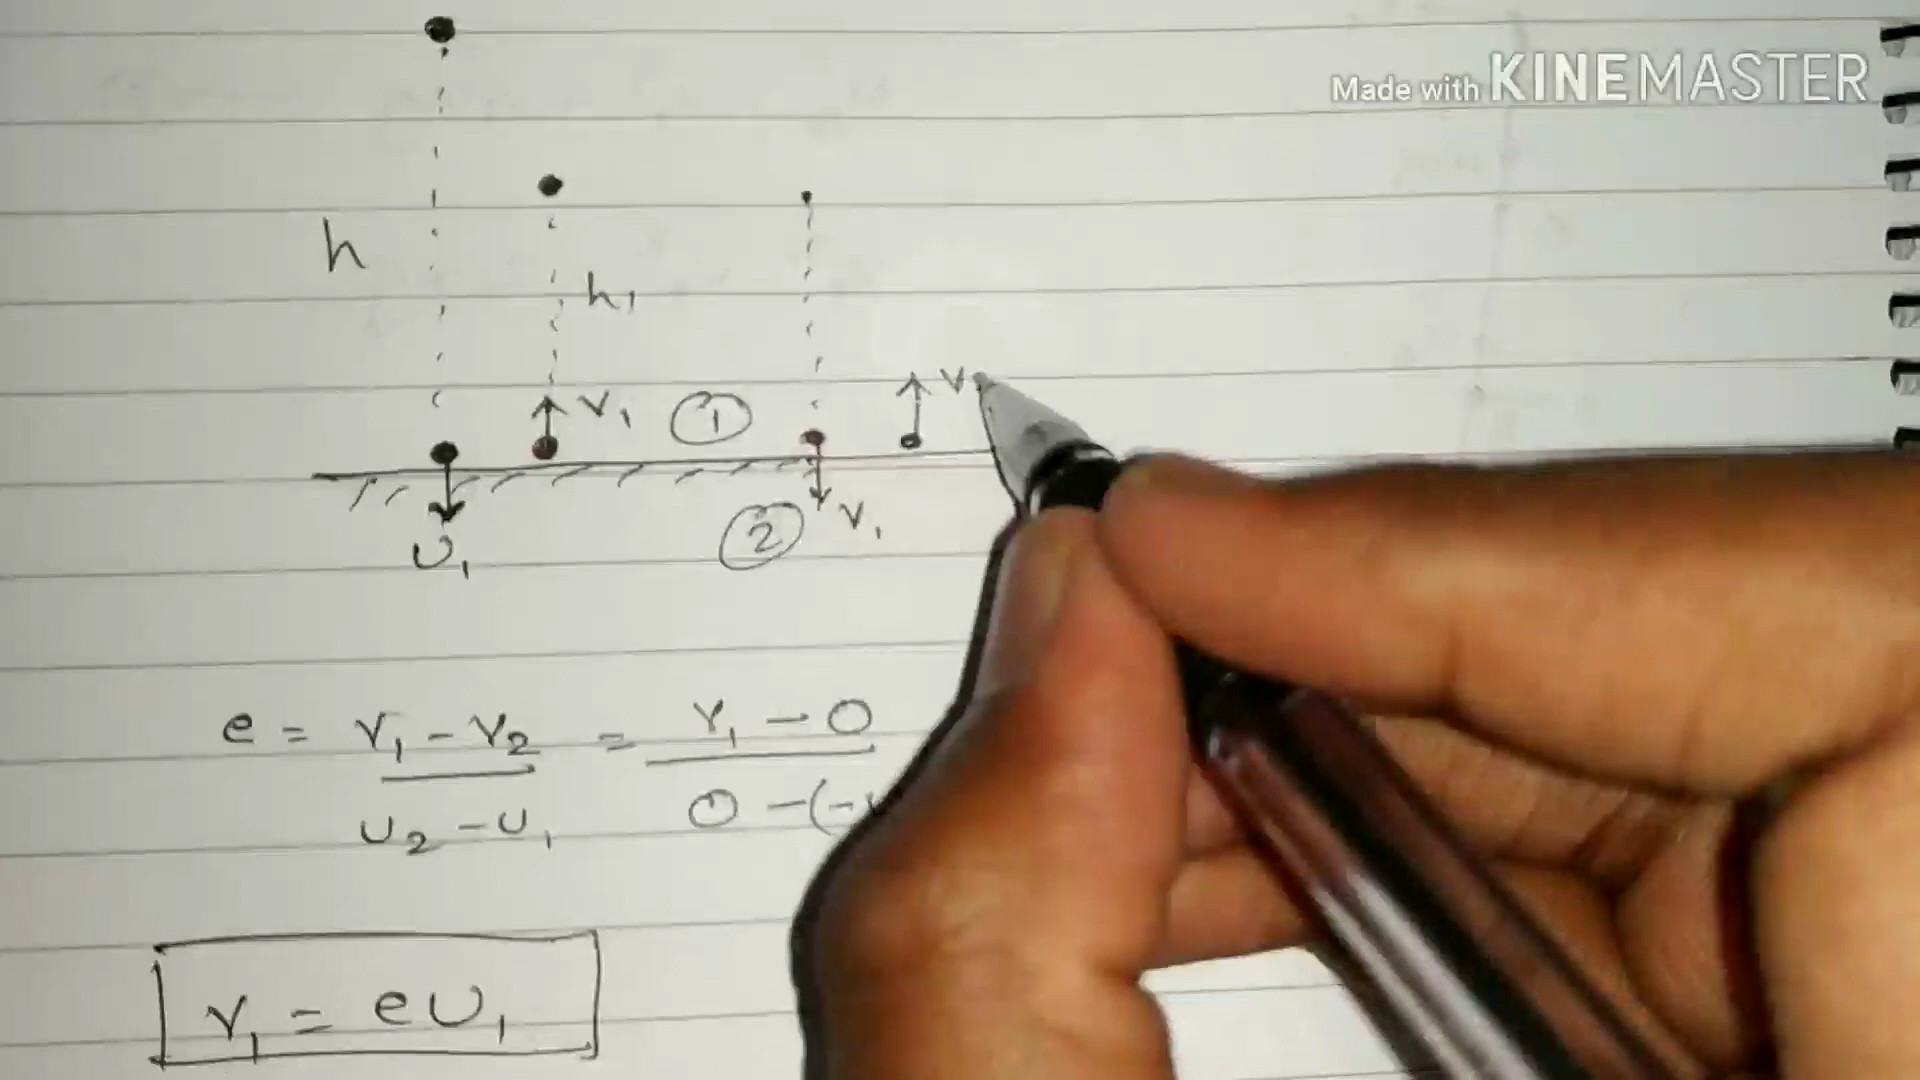 Made with KINEMASTER
h
h₁
v₁ ① v
② v₁
u₁
e = v₁ - v₂ = v₁ - 0
u₂ - u₁ 0 - (-
v₁ = eu₁